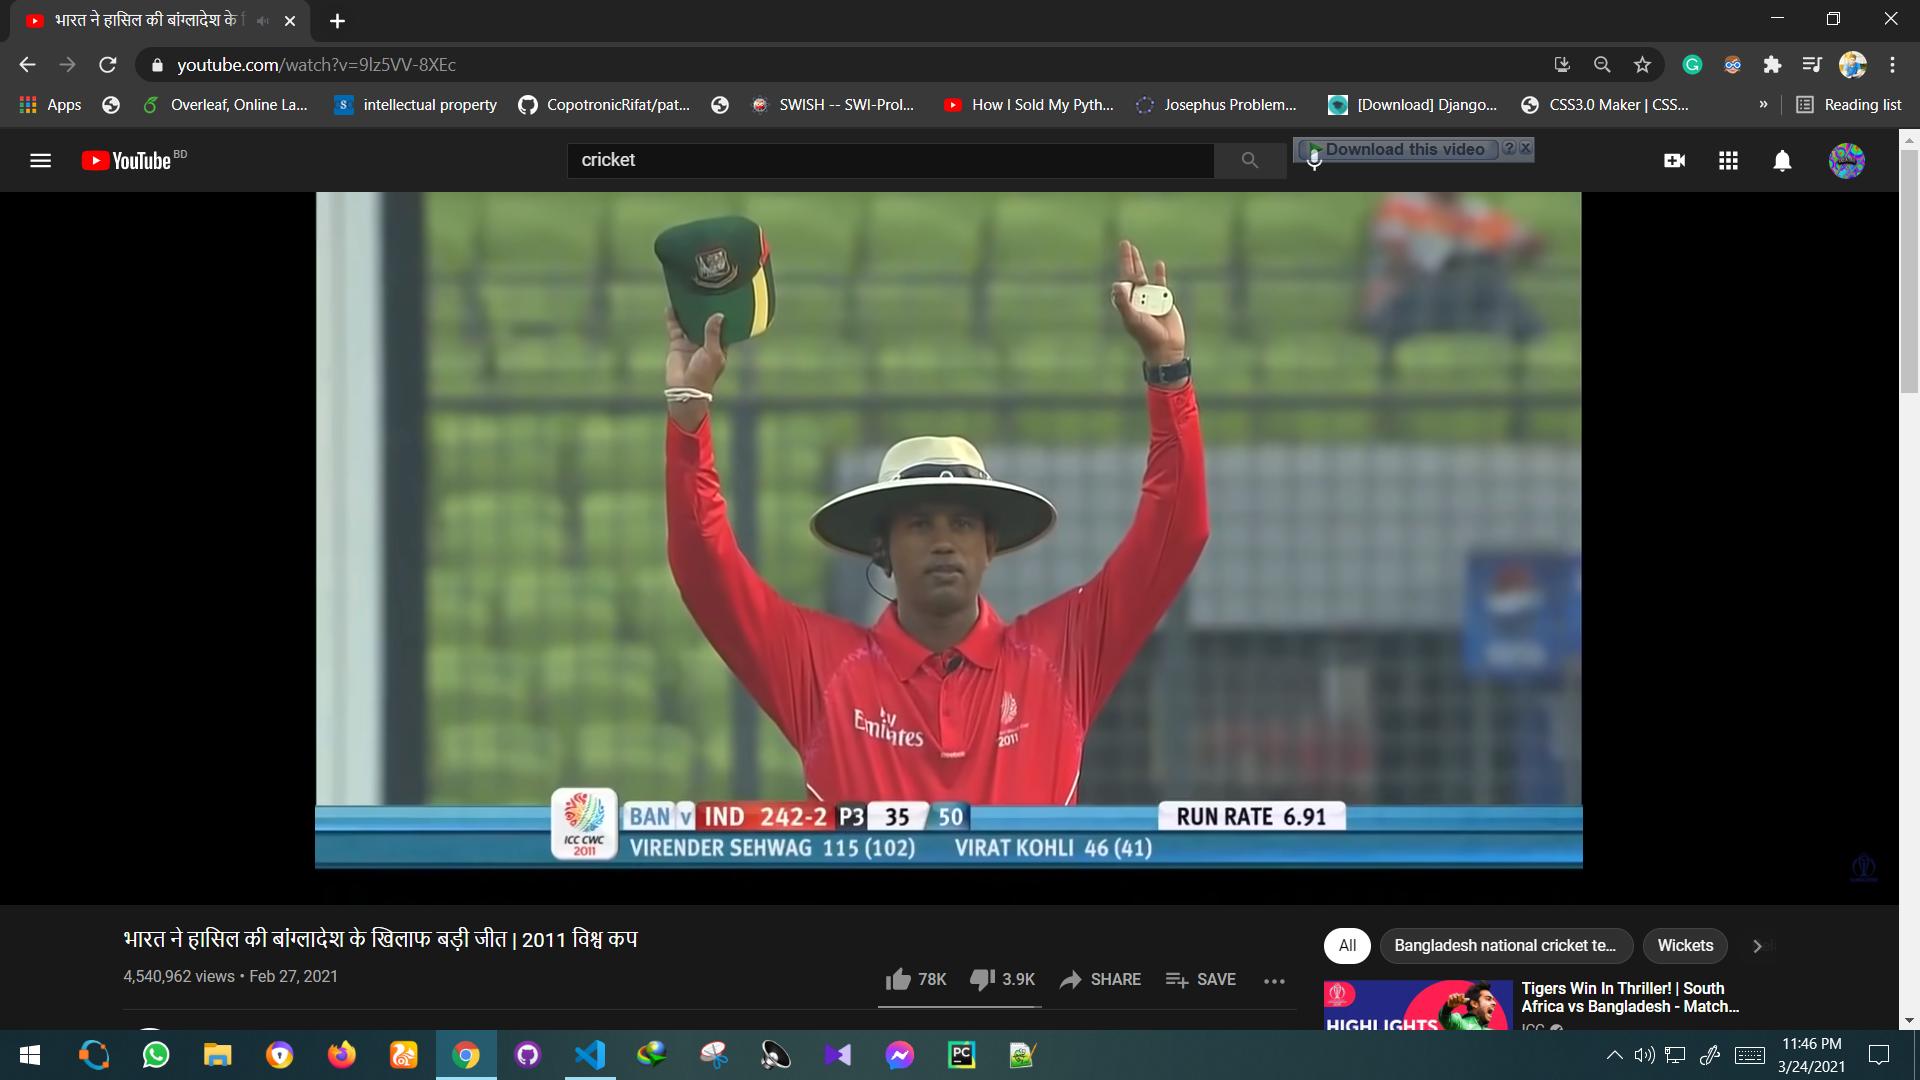 भारत ने हासिल की बांग्लादेश के
youtube.com/watch?v=9lz5VV-8XEc
Apps
Overleaf, Online La...
intellectual property
CopotronicRifat/pat...
SWISH -- SWI-Prol...
How I Sold My Pyth...
Josephus Problem...
[Download] Django...
CSS3.0 Maker | CSS...
»
Reading list
YouTube BD
cricket
Download this video
Emirates
2011
reebok
ICC CWC
2011
BAN v IND 242-2 P3 35 50
RUN RATE 6.91
VIRENDER SEHWAG 115 (102) VIRAT KOHLI 46 (41)
भारत ने हासिल की बांग्लादेश के खिलाफ बड़ी जीत | 2011 विश्व कप
4,540,962 views • Feb 27, 2021
78K
3.9K
SHARE
SAVE
All
Bangladesh national cricket te...
Wickets
HIGHLIGHTS
Tigers Win In Thriller! | South
Africa vs Bangladesh - Match...
ICC
11:46 PM
3/24/2021